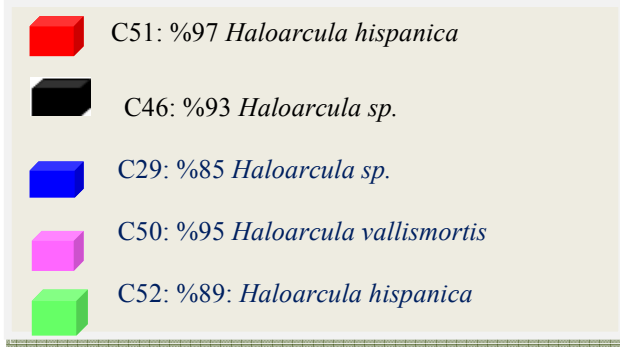 C51: %97 Haloarcula hispanica
C46: %93 Haloarcula sp.
C29: %85 Haloarcula sp.
C50: %95 Haloarcula vallismortis
C52: %89: Haloarcula hispanica